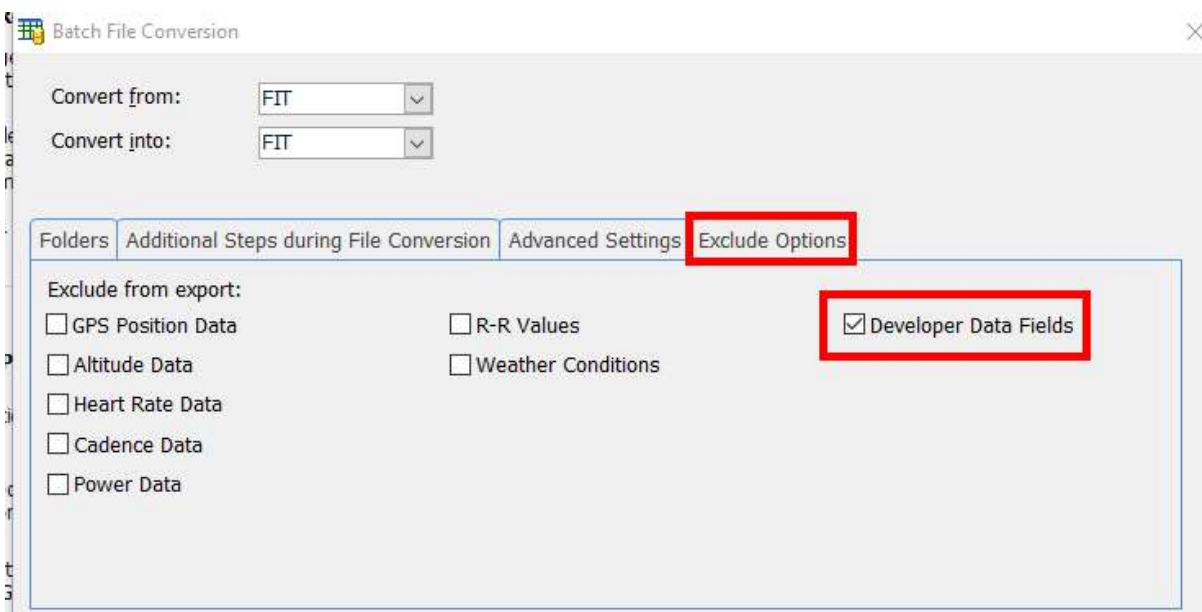 Batch File Conversion
Convert from: FIT
Convert into: FIT
Folders Additional Steps during File Conversion Advanced Settings Exclude Options
Exclude from export:
GPS Position Data R-R Values Developer Data Fields
Altitude Data Weather Conditions
Heart Rate Data
Cadence Data
Power Data